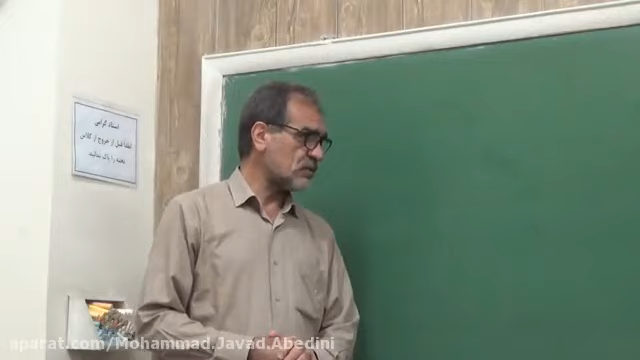 استاد گرامی
لطفاً قبل از خروج از کلاس
تخته را پاک نمائید.
aparat.com/Mohammad.Javad.Abedini